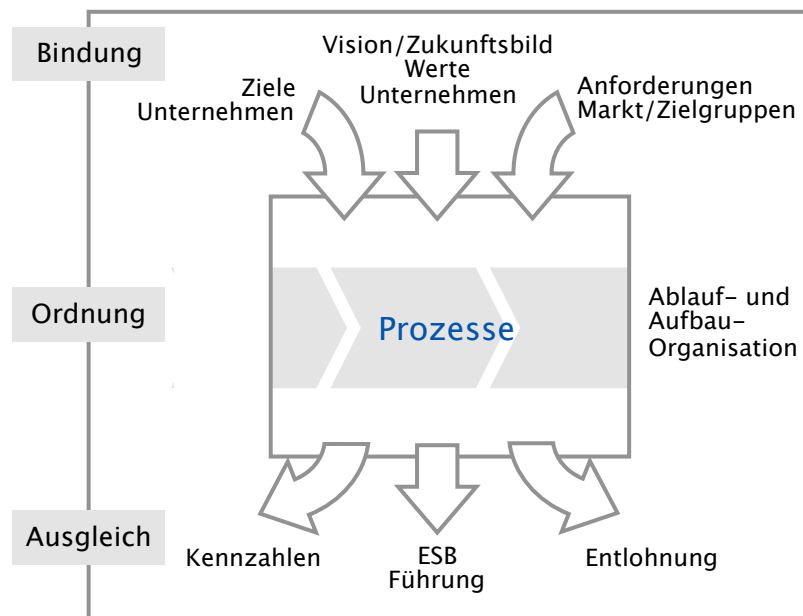 Bindung
Ziele
Unternehmen
Vision/Zukunftsbild
Werte
Unternehmen
Anforderungen
Markt/Zielgruppen
Ordnung
Prozesse
Ablauf- und
Aufbau-
Organisation
Ausgleich
Kennzahlen
ESB
Führung
Entlohnung